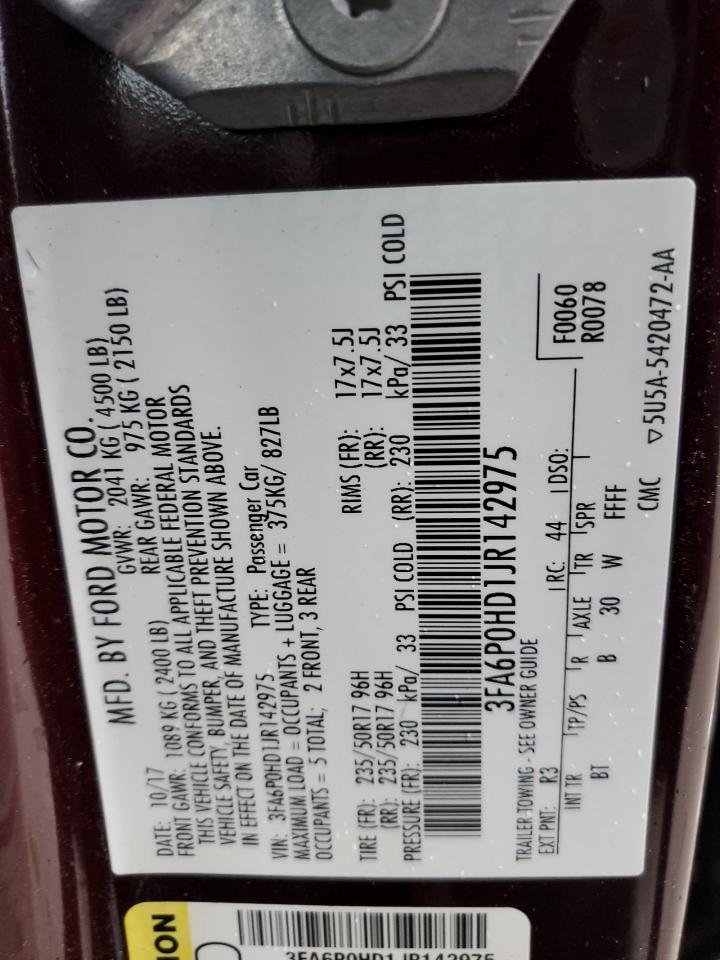 MFD. BY FORD MOTOR CO.
DATE: 10/17 GVWR: 2041 KG ( 4500 LB)
FRONT GAWR: 1089 KG ( 2400 LB) REAR GAWR: 975 KG ( 2150 LB)
THIS VEHICLE CONFORMS TO ALL APPLICABLE FEDERAL MOTOR
VEHICLE SAFETY, BUMPER, AND THEFT PREVENTION STANDARDS
IN EFFECT ON THE DATE OF MANUFACTURE SHOWN ABOVE.
VIN: 3FA6P0HD1JR142975 TYPE: Passenger Car
MAXIMUM LOAD = OCCUPANTS + LUGGAGE = 375KG/ 827LB
OCCUPANTS = 5 TOTAL; 2 FRONT, 3 REAR
TIRE (FR): 235/50R17 96H RIMS (FR): 17x7.5J
(RR): 235/50R17 96H (RR): 17x7.5J
PRESSURE (FR): 230 kPa/ 33 PSI COLD (RR): 230 kPa/ 33 PSI COLD
3FA6P0HD1JR142975
TRAILER TOWING - SEE OWNER GUIDE
F0060
R0078
EXT PNT: R3 RC: 44 DSO:
INT TR TP/PS R AXLE TR SPR
BT B 30 W FFFF
CMC ▽5U5A-5420472-AA
3FA6P0HD1JR142975